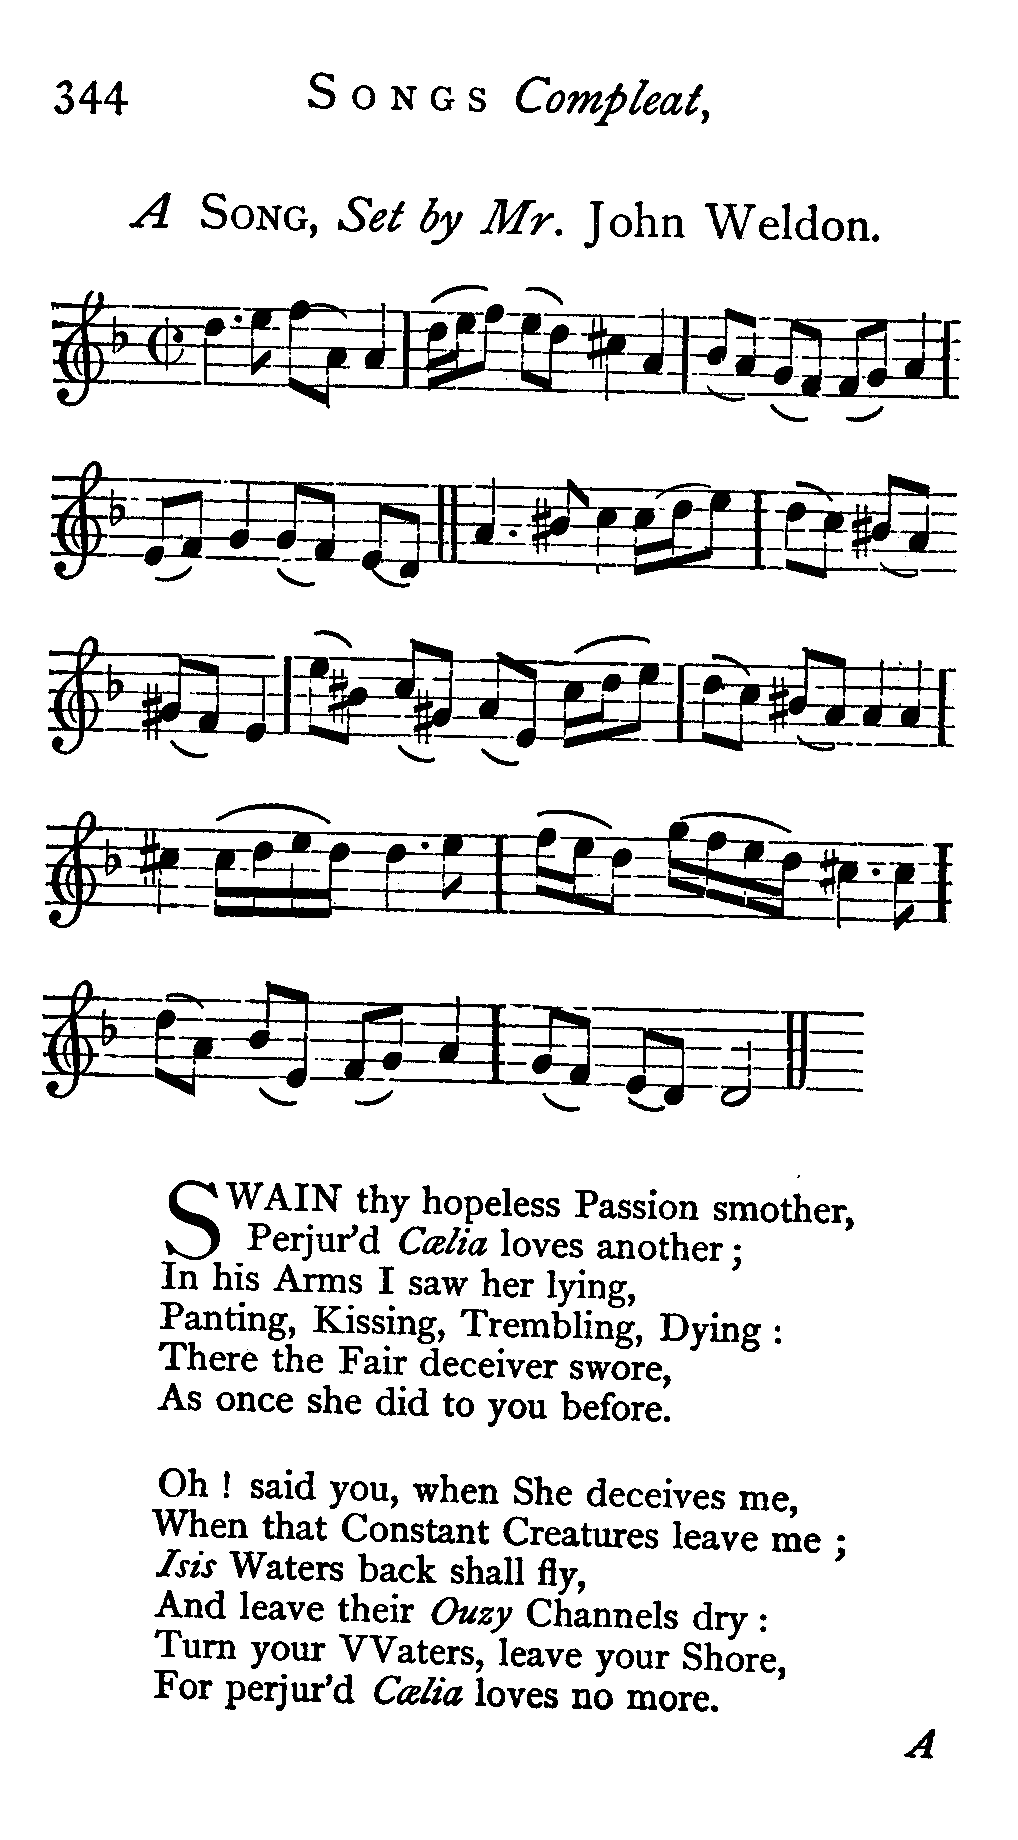 344 SONGS Compleat,
A SONG, Set by Mr. John Weldon.
SWAIN thy hopeless Passion smother,
Perjur'd Cœlia loves another;
In his Arms I saw her lying,
Panting, Kissing, Trembling, Dying:
There the Fair deceiver swore,
As once she did to you before.
Oh! said you, when She deceives me,
When that Constant Creatures leave me;
Isis Waters back shall fly,
And leave their Ouzy Channels dry:
Turn your VVaters, leave your Shore,
For perjur'd Cœlia loves no more.
A